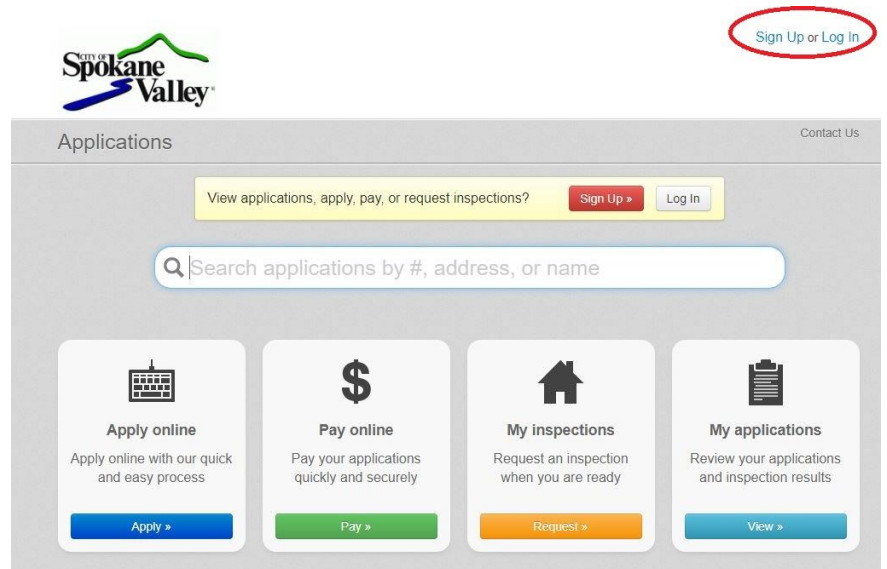 Sign Up or Log In
CITY OF
Spokane
Valley
Applications
Contact Us
View applications, apply, pay, or request inspections?
Sign Up »
Log In
Search applications by #, address, or name
$
Apply online
Apply online with our quick
and easy process
Apply »
Pay online
Pay your applications
quickly and securely
Pay »
My inspections
Request an inspection
when you are ready
Request »
My applications
Review your applications
and inspection results
View »